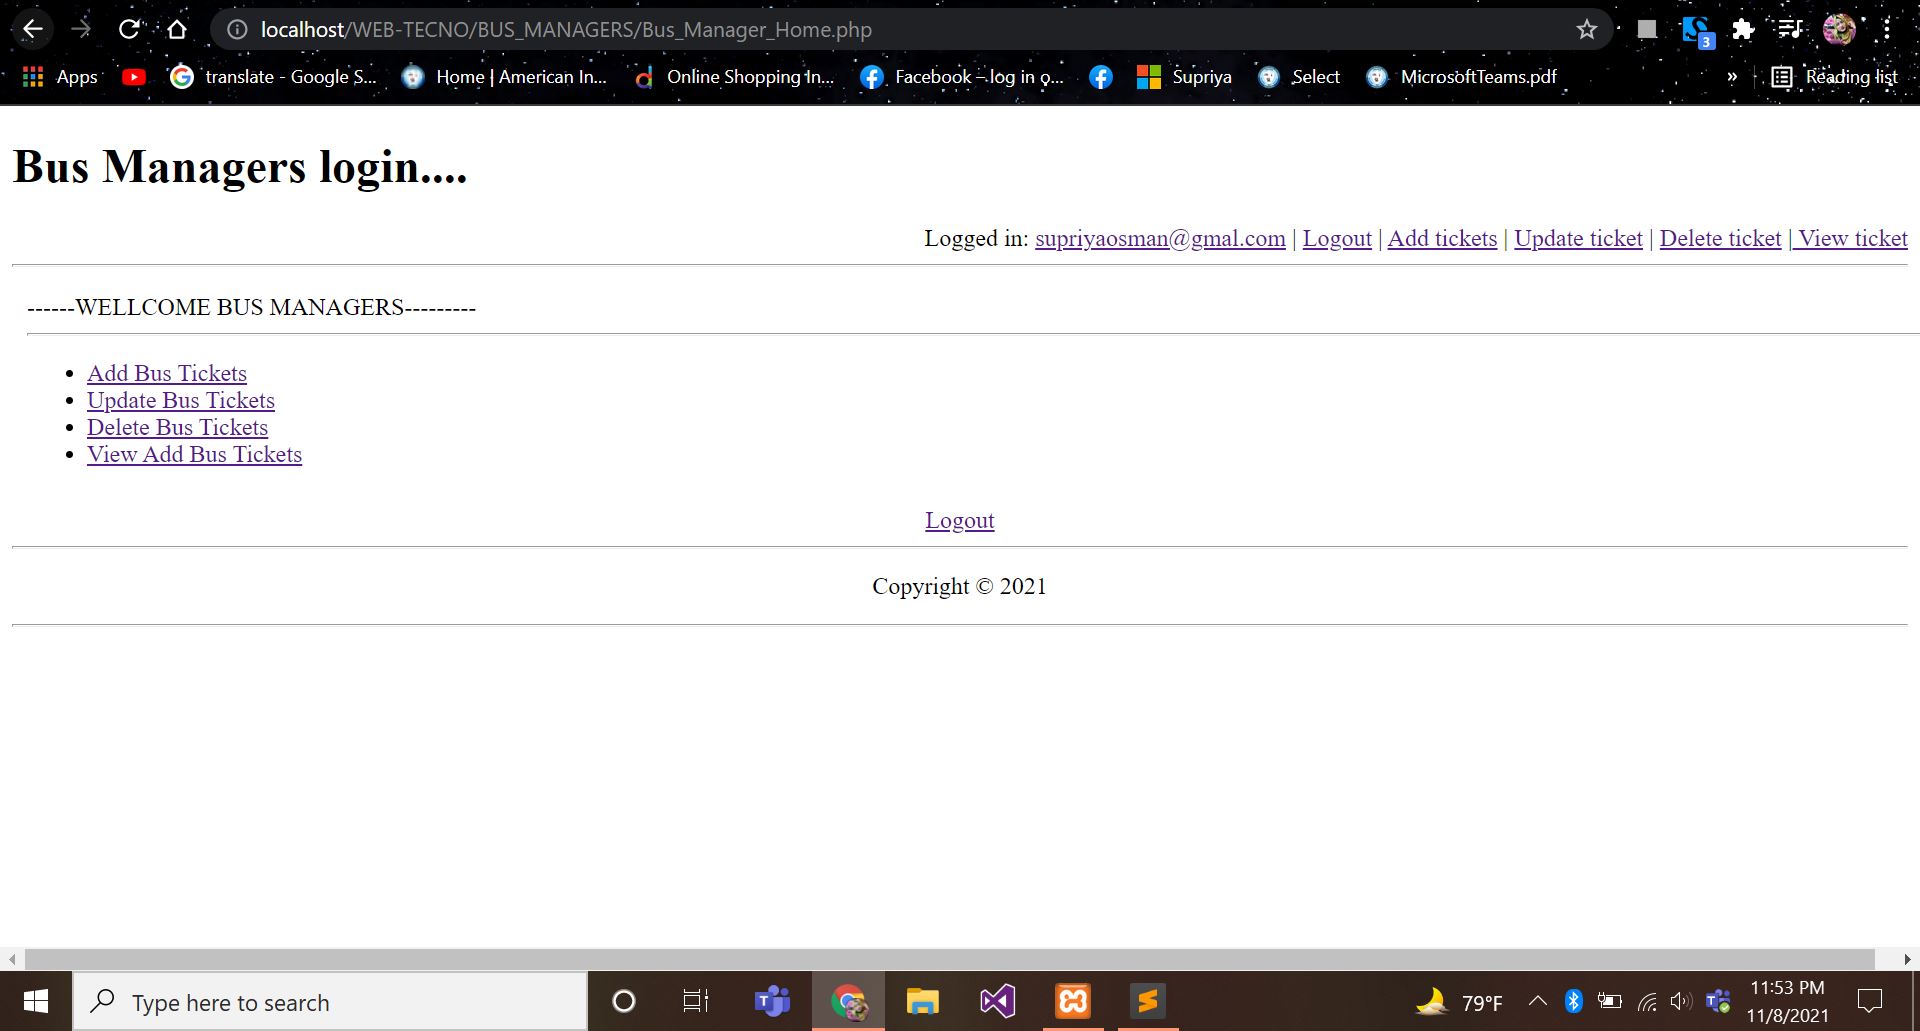 localhost/WEB-TECNO/BUS_MANAGERS/Bus_Manager_Home.php
3
Apps translate - Google S... Home | American In... Online Shopping In... Facebook – log in o... Supriya Select MicrosoftTeams.pdf » Reading list
Bus Managers login....
Logged in: supriyaosman@gmal.com | Logout | Add tickets | Update ticket | Delete ticket | View ticket
------WELLCOME BUS MANAGERS---------
• Add Bus Tickets
• Update Bus Tickets
• Delete Bus Tickets
• View Add Bus Tickets
Logout
Copyright © 2021
Type here to search
79°F
11:53 PM
11/8/2021